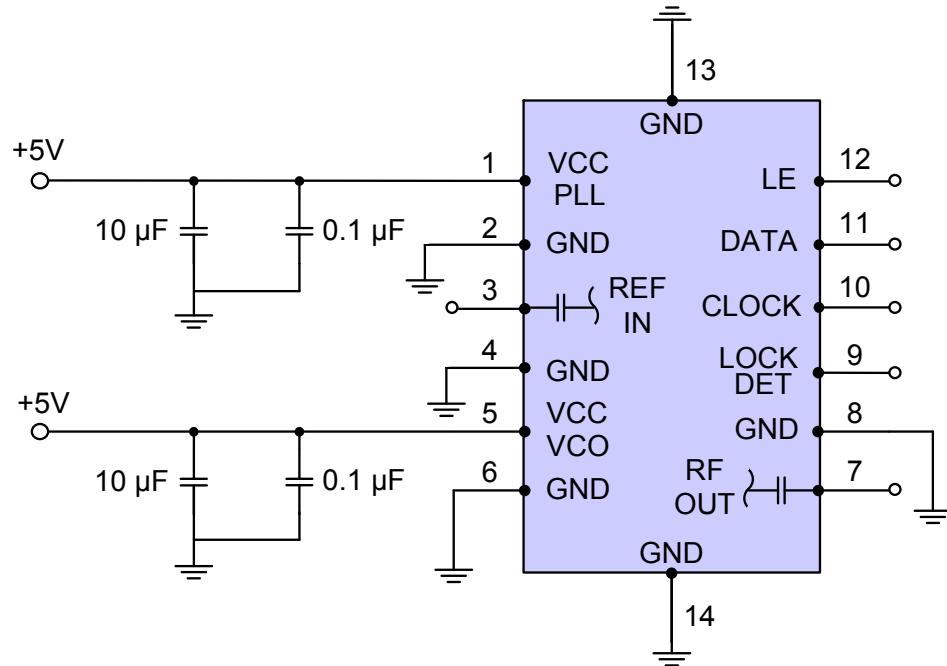 13
GND
+5V
1
VCC
PLL
10 µF
0.1 µF
2
GND
3
REF
IN
4
GND
+5V
5
VCC
VCO
10 µF
0.1 µF
6
GND
LE
12
DATA
11
CLOCK
10
LOCK
DET
9
GND
8
RF
OUT
7
GND
14